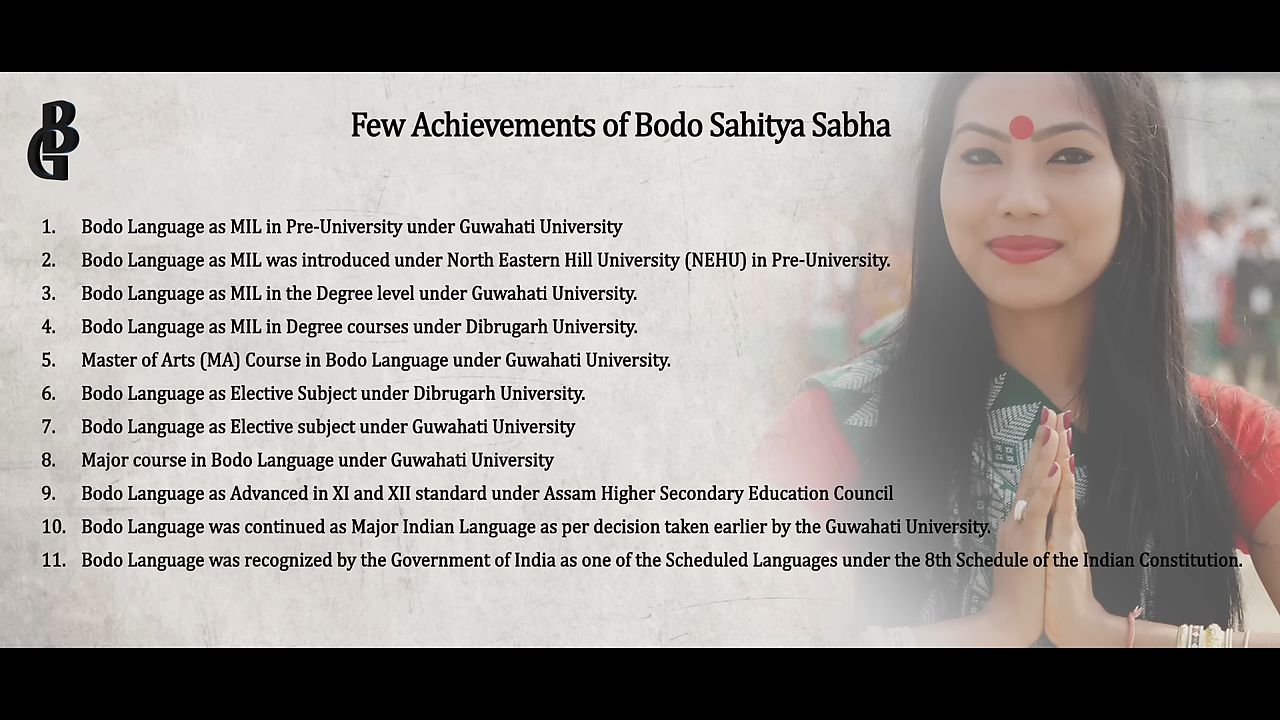 BG
Few Achievements of Bodo Sahitya Sabha
1. Bodo Language as MIL in Pre-University under Guwahati University
2. Bodo Language as MIL was introduced under North Eastern Hill University (NEHU) in Pre-University.
3. Bodo Language as MIL in the Degree level under Guwahati University.
4. Bodo Language as MIL in Degree courses under Dibrugarh University.
5. Master of Arts (MA) Course in Bodo Language under Guwahati University.
6. Bodo Language as Elective Subject under Dibrugarh University.
7. Bodo Language as Elective subject under Guwahati University
8. Major course in Bodo Language under Guwahati University
9. Bodo Language as Advanced in XI and XII standard under Assam Higher Secondary Education Council
10. Bodo Language was continued as Major Indian Language as per decision taken earlier by the Guwahati University.
11. Bodo Language was recognized by the Government of India as one of the Scheduled Languages under the 8th Schedule of the Indian Constitution.